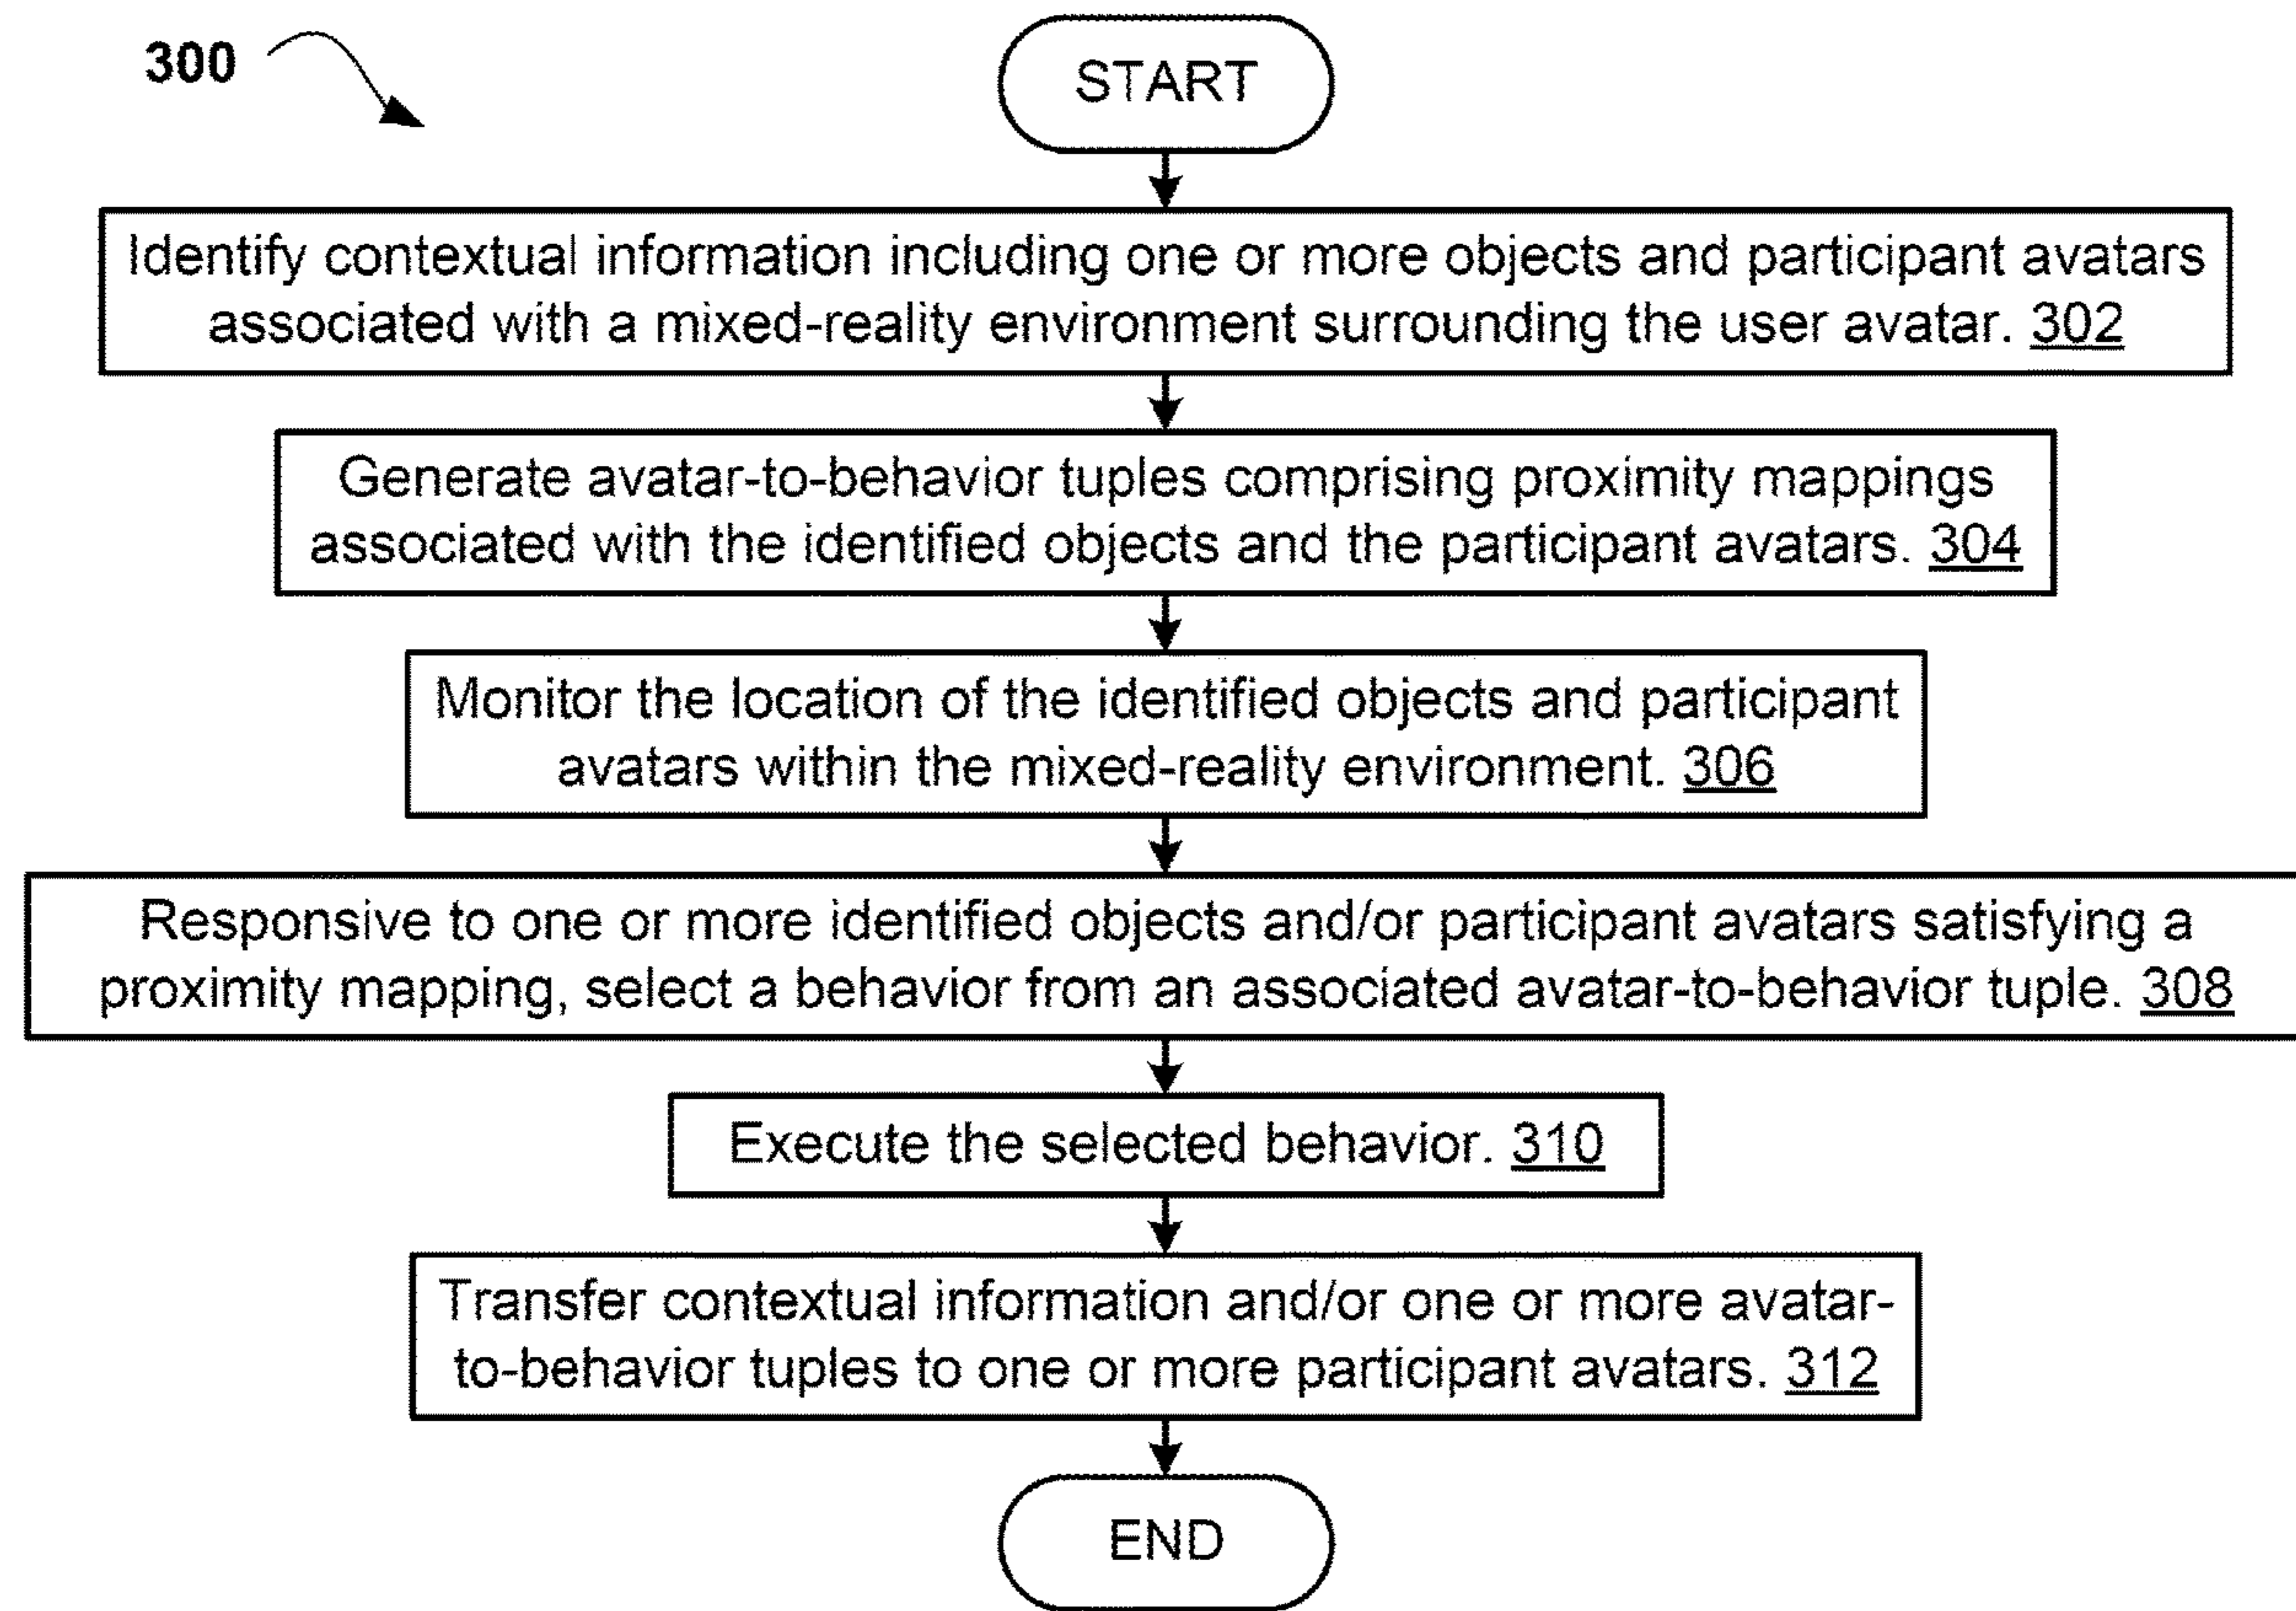 300
START
Identify contextual information including one or more objects and participant avatars
associated with a mixed-reality environment surrounding the user avatar. 302
Generate avatar-to-behavior tuples comprising proximity mappings
associated with the identified objects and the participant avatars. 304
Monitor the location of the identified objects and participant
avatars within the mixed-reality environment. 306
Responsive to one or more identified objects and/or participant avatars satisfying a
proximity mapping, select a behavior from an associated avatar-to-behavior tuple. 308
Execute the selected behavior. 310
Transfer contextual information and/or one or more avatar-
to-behavior tuples to one or more participant avatars. 312
END